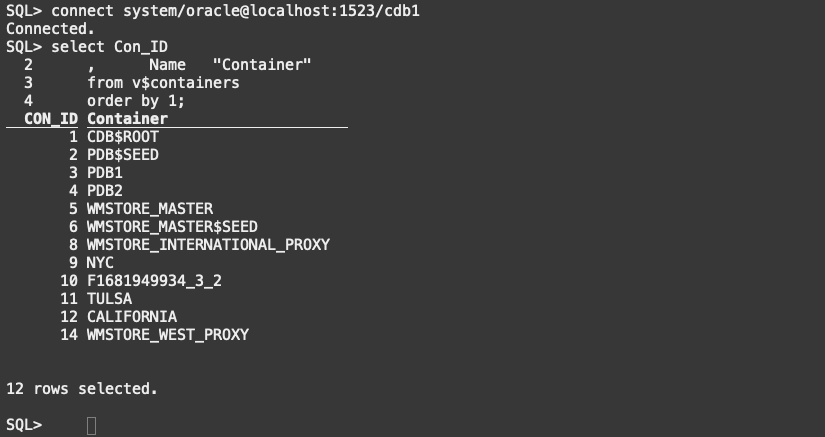 SQL> connect system/oracle@localhost:1523/cdb1
Connected.
SQL> select Con_ID
  2      ,      Name   "Container"
  3      from v$containers
  4      order by 1;
  CON_ID Container
       1 CDB$ROOT
       2 PDB$SEED
       3 PDB1
       4 PDB2
       5 WMSTORE_MASTER
       6 WMSTORE_MASTER$SEED
       8 WMSTORE_INTERNATIONAL_PROXY
       9 NYC
      10 F1681949934_3_2
      11 TULSA
      12 CALIFORNIA
      14 WMSTORE_WEST_PROXY
12 rows selected.
SQL>